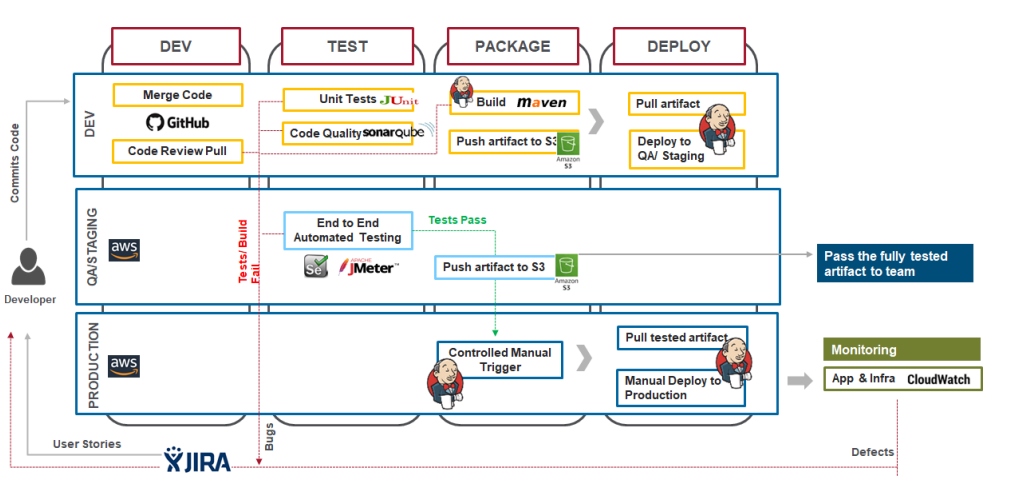 DEV
TEST
PACKAGE
DEPLOY
DEV
Merge Code
GitHub
Code Review Pull
Unit Tests JUnit
Code Quality sonarqube
Build maven
Push artifact to S3
Amazon
S3
Pull artifact
Deploy to
QA/ Staging
Commits Code
Developer
QA/STAGING
aws
Tests/ Build
Fail
End to End
Automated Testing
Se
APACHE
JMeter™
Tests Pass
Push artifact to S3
Amazon
S3
Pass the fully tested
artifact to team
PRODUCTION
aws
Controlled Manual
Trigger
Pull tested artifact
Manual Deploy to
Production
Monitoring
App & Infra CloudWatch
User Stories
JIRA
Bugs
Defects